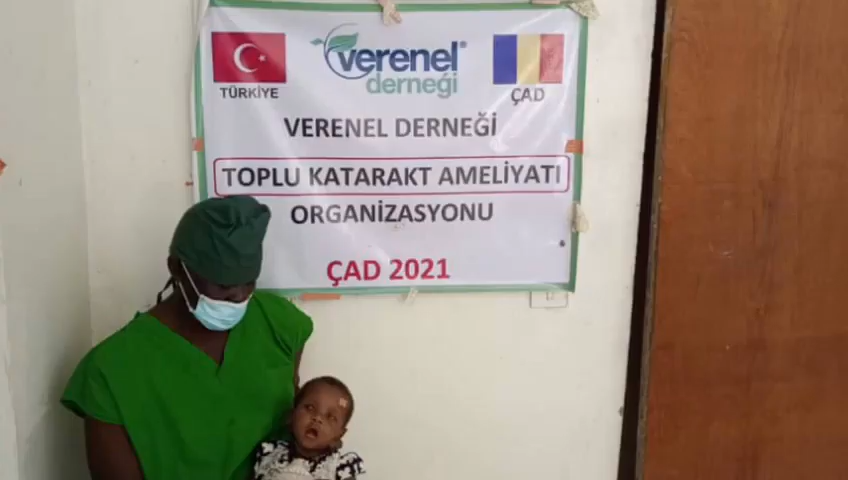 verenel®
derneği
TÜRKİYE
ÇAD
VERENEL DERNEĞİ
TOPLU KATARAKT AMELİYATI
ORGANİZASYONU
ÇAD 2021